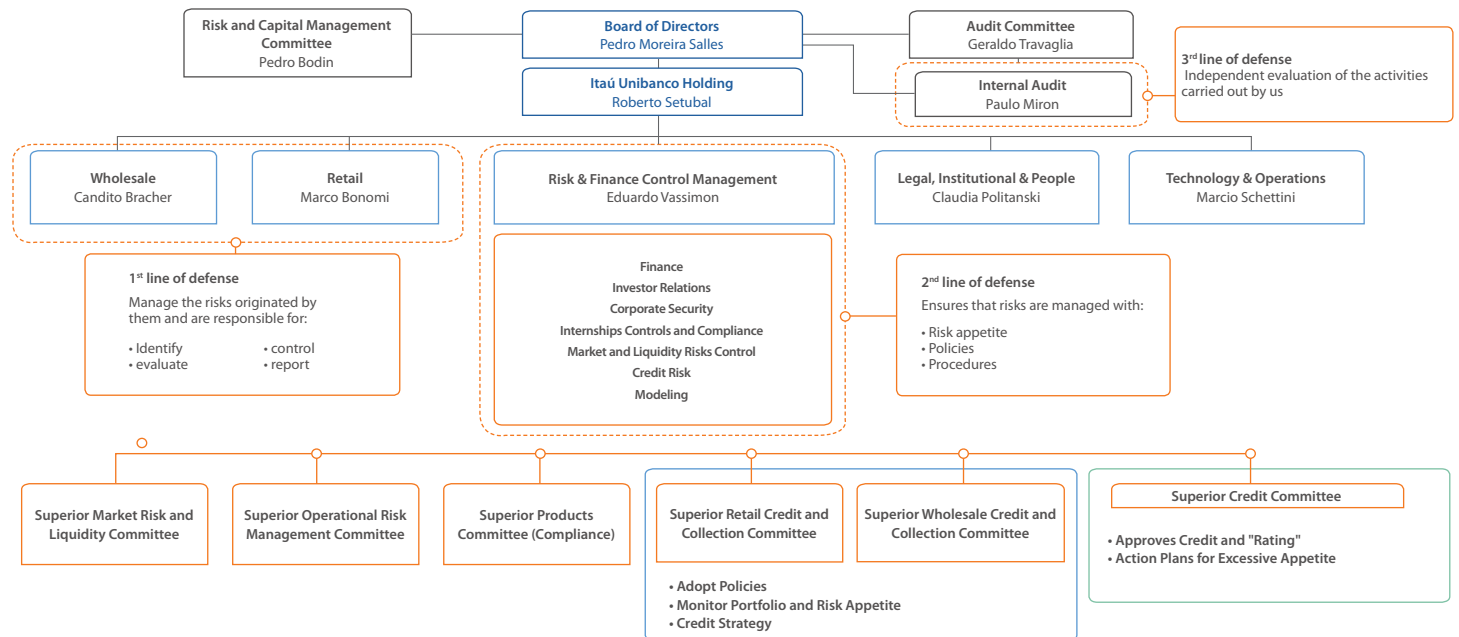 Risk and Capital Management
Committee
Pedro Bodin
Board of Directors
Pedro Moreira Salles
Audit Committee
Geraldo Travaglia
3rd line of defense
Independent evaluation of the activities
carried out by us
Itaú Unibanco Holding
Roberto Setubal
Internal Audit
Paulo Miron
Wholesale
Candito Bracher
Retail
Marco Bonomi
Risk & Finance Control Management
Eduardo Vassimon
Legal, Institutional & People
Claudia Politanski
Technology & Operations
Marcio Schettini
1st line of defense
Manage the risks originated by
them and are responsible for:
• Identify • control
• evaluate • report
Finance
Investor Relations
Corporate Security
Internships Controls and Compliance
Market and Liquidity Risks Control
Credit Risk
Modeling
2nd line of defense
Ensures that risks are managed with:
• Risk appetite
• Policies
• Procedures
Superior Market Risk and
Liquidity Committee
Superior Operational Risk
Management Committee
Superior Products
Committee (Compliance)
Superior Retail Credit and
Collection Committee
Superior Wholesale Credit and
Collection Committee
• Adopt Policies
• Monitor Portfolio and Risk Appetite
• Credit Strategy
Superior Credit Committee
• Approves Credit and "Rating"
• Action Plans for Excessive Appetite